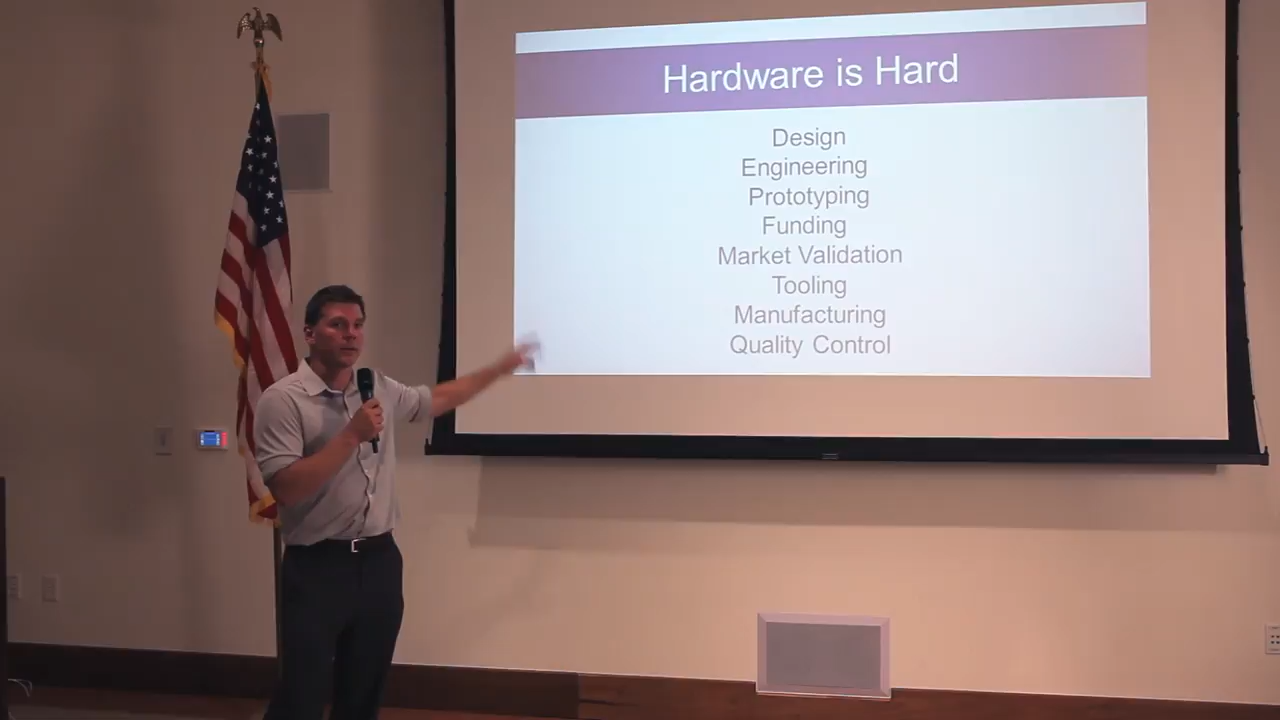 Hardware is Hard
Design
Engineering
Prototyping
Funding
Market Validation
Tooling
Manufacturing
Quality Control